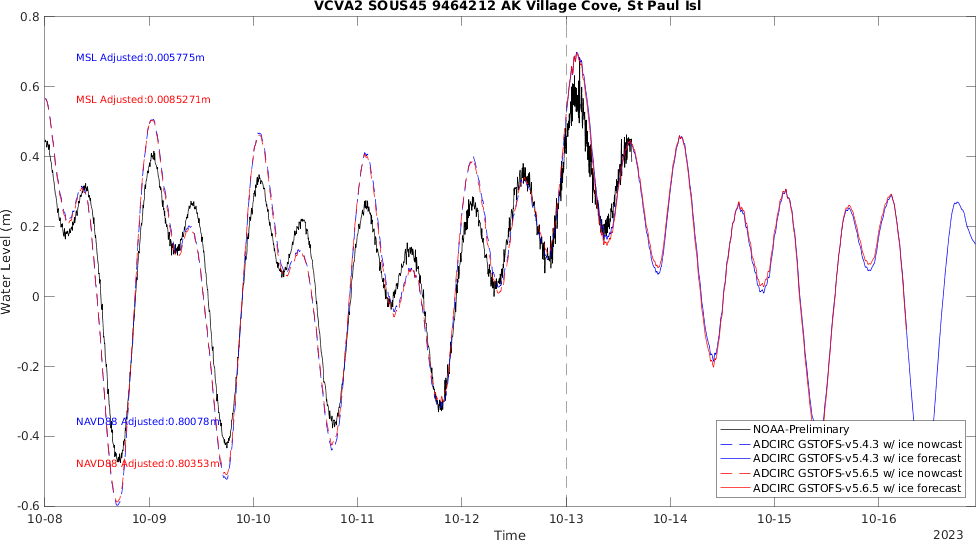 VCVA2 SOUS45 9464212 AK Village Cove, St Paul Isl
0.8
0.6
0.4
0.2
0
-0.2
-0.4
-0.6
Water Level (m)
MSL Adjusted:0.005775m
MSL Adjusted:0.0085271m
NAVD88 Adjusted:0.80078m
NAVD88 Adjusted:0.80353m
NOAA-Preliminary
ADCIRC GSTOFS-v5.4.3 w/ ice nowcast
ADCIRC GSTOFS-v5.4.3 w/ ice forecast
ADCIRC GSTOFS-v5.6.5 w/ ice nowcast
ADCIRC GSTOFS-v5.6.5 w/ ice forecast
10-08 10-09 10-10 10-11 10-12 10-13 10-14 10-15 10-16
Time
2023